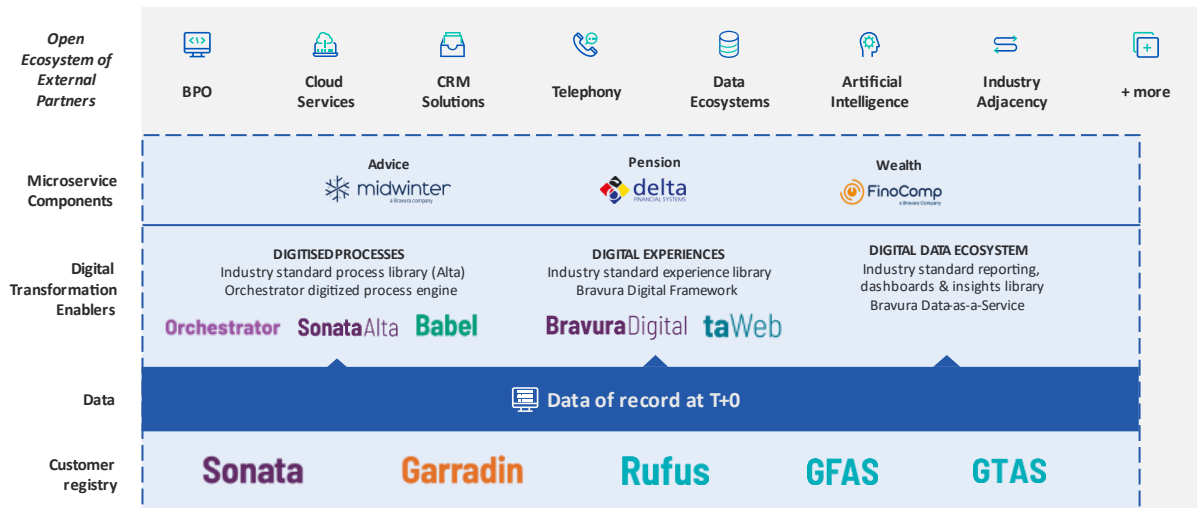 Open
Ecosystem of
External
Partners
BPO
Cloud
Services
CRM
Solutions
Telephony
Data
Ecosystems
Artificial
Intelligence
Industry
Adjacency
+ more
Microservice
Components
Advice
midwinter
a Bravura company
Pension
delta
FINANCIAL SYSTEMS
Wealth
FinoComp
a Bravura Company
Digital
Transformation
Enablers
DIGITISED PROCESSES
Industry standard process library (Alta)
Orchestrator digitized process engine
Orchestrator
SonataAlta
Babel
DIGITAL EXPERIENCES
Industry standard experience library
Bravura Digital Framework
BravuraDigital
taWeb
DIGITAL DATA ECOSYSTEM
Industry standard reporting,
dashboards & insights library
Bravura Data-as-a-Service
Data
Data of record at T+0
Customer
registry
Sonata
Garradin
Rufus
GFAS
GTAS